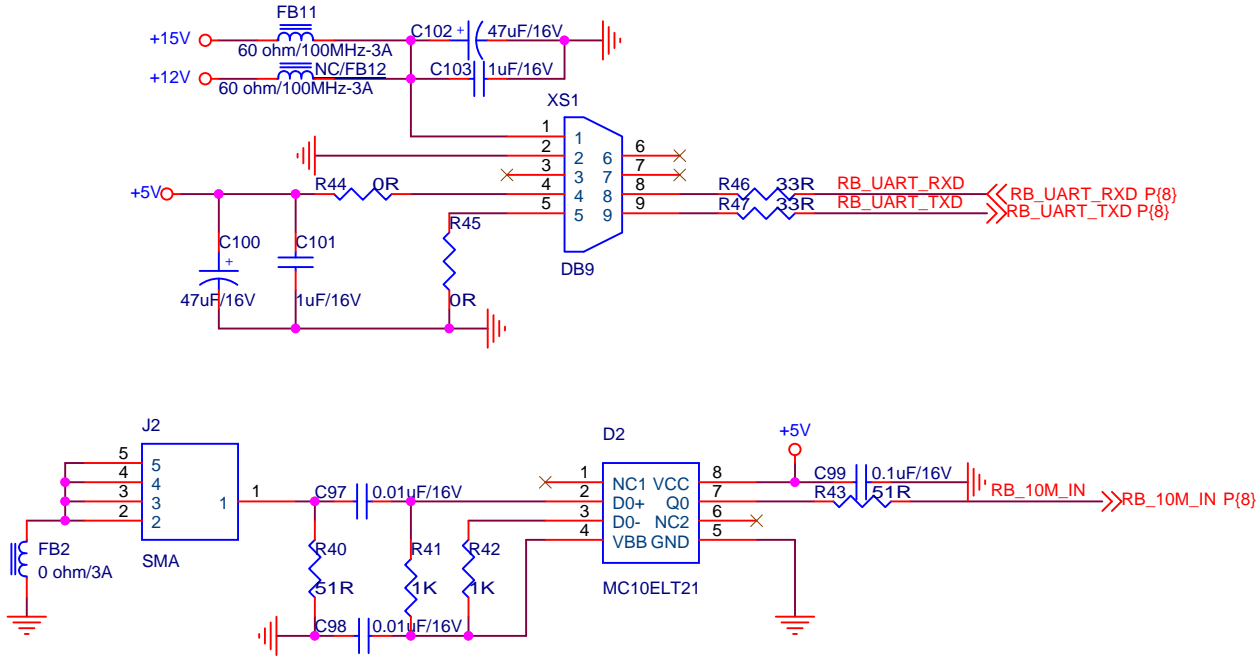 FB11
+15V
60 ohm/100MHz-3A
C102 + 47uF/16V
+12V
NC/FB12
60 ohm/100MHz-3A
C103 1uF/16V
XS1
1 1
2 2
3 3
4 4
5 5
6 6
7 7
8 8
9 9
DB9
+5V
R44 0R
R45
0R
C100
+
47uF/16V
C101
1uF/16V
R46 33R RB_UART_RXD
RB_UART_RXD P{8}
R47 33R RB_UART_TXD
RB_UART_TXD P{8}
J2
5 5
4 4
3 3
2 2
1 1
SMA
FB2
0 ohm/3A
C97 0.01uF/16V
R40
51R
R41
1K
R42
1K
C98 0.01uF/16V
D2
1 NC1 VCC 8
2 D0+ Q0 7
3 D0- NC2 6
4 VBB GND 5
MC10ELT21
+5V
C99 0.1uF/16V
R43 51R
RB_10M_IN
RB_10M_IN P{8}